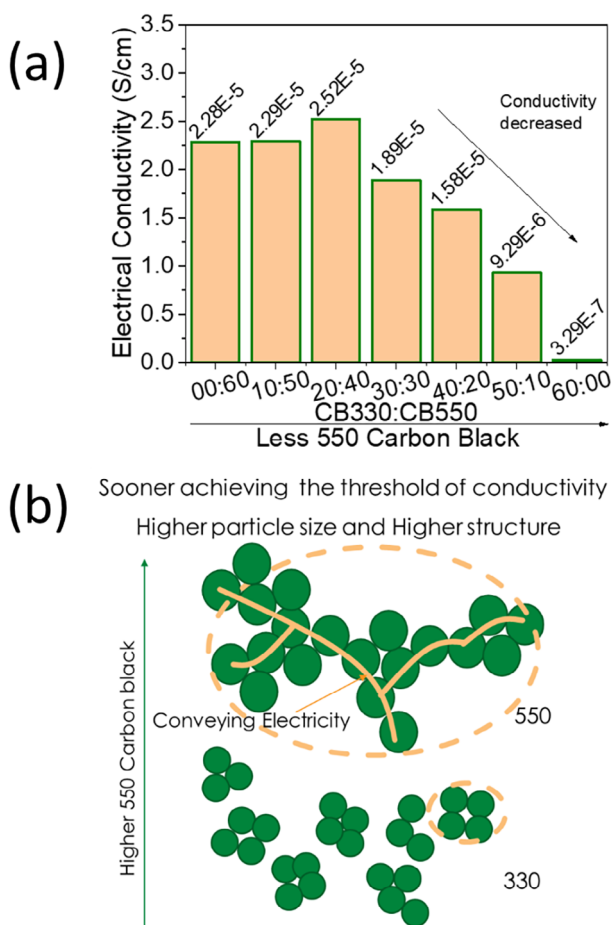 (a)
Electrical Conductivity (S/cm)
3.5
3.0
2.5
2.0
1.5
1.0
0.5
0.0
2.28E-5
2.29E-5
2.52E-5
1.89E-5
1.58E-5
9.29E-6
3.29E-7
Conductivity
decreased
00:60
10:50
20:40
30:30
40:20
50:10
60:00
CB330:CB550
Less 550 Carbon Black
(b)
Sooner achieving the threshold of conductivity
Higher particle size and Higher structure
Higher 550 Carbon black
Conveying Electricity
550
330